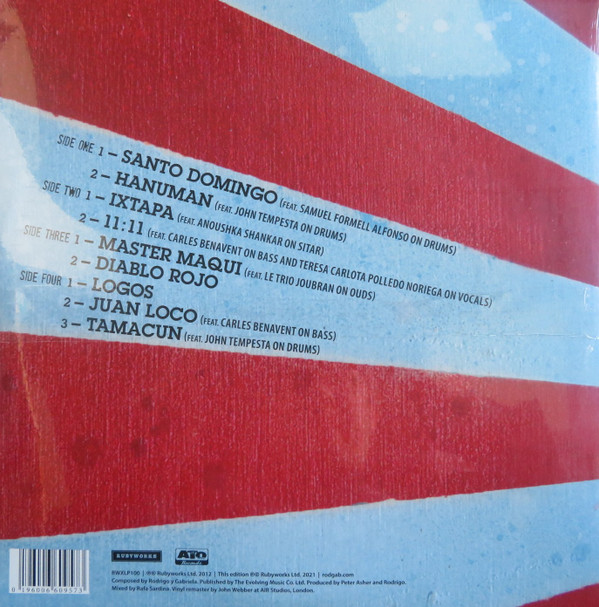 SIDE ONE 1 – SANTO DOMINGO (FEAT. SAMUEL FORMELL ALFONSO ON DRUMS)
2 – HANUMAN (FEAT. JOHN TEMPESTA ON DRUMS)
SIDE TWO 1 – IXTAPA (FEAT. ANOUSHKA SHANKAR ON SITAR)
2 – 11:11 (FEAT. CARLES BENAVENT ON BASS AND TERESA CARLOTA POLLEDO NORIEGA ON VOCALS)
SIDE THREE 1 – MASTER MAQUI (FEAT. LE TRIO JOUBRAN ON OUDS)
2 – DIABLO ROJO
SIDE FOUR 1 – LOGOS
2 – JUAN LOCO (FEAT. CARLES BENAVENT ON BASS)
3 – TAMACUN (FEAT. JOHN TEMPESTA ON DRUMS)
RUBYWORKS ATO Records
RWXLP100 | ℗© Rubyworks Ltd. 2012 | This edition ℗© Rubyworks Ltd. 2021 | rodgab.com
Composed by Rodrigo y Gabriela. Published by The Evolving Music Co. Ltd. Produced by Peter Asher and Rodrigo.
Mixed by Rafa Sardina. Vinyl remaster by John Webber at AIR Studios, London.
0 196006 609573